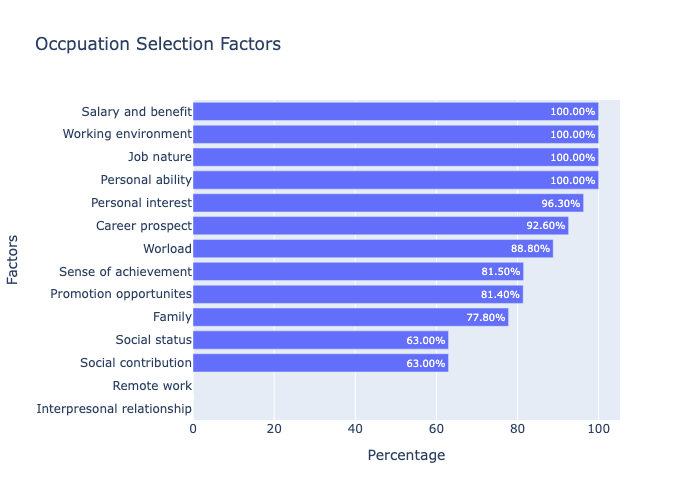 Occpuation Selection Factors
Salary and benefit 100.00%
Working environment 100.00%
Job nature 100.00%
Personal ability 100.00%
Personal interest 96.30%
Career prospect 92.60%
Worload 88.80%
Sense of achievement 81.50%
Promotion opportunites 81.40%
Family 77.80%
Social status 63.00%
Social contribution 63.00%
Remote work
Interpresonal relationship
Factors
0 20 40 60 80 100
Percentage